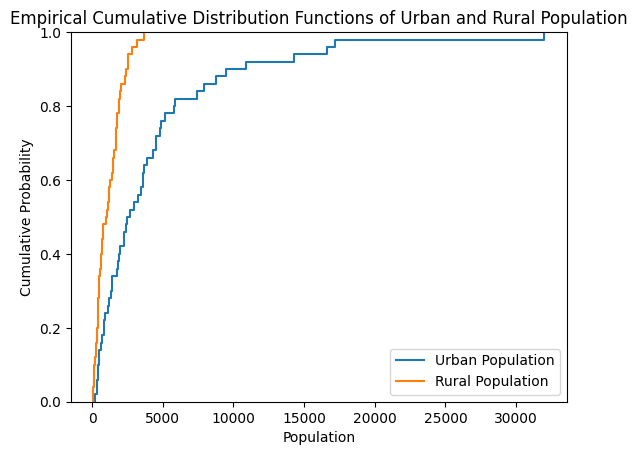 Empirical Cumulative Distribution Functions of Urban and Rural Population
1.0
0.8
0.6
0.4
0.2
0.0
Cumulative Probability
Urban Population
Rural Population
0 5000 10000 15000 20000 25000 30000
Population